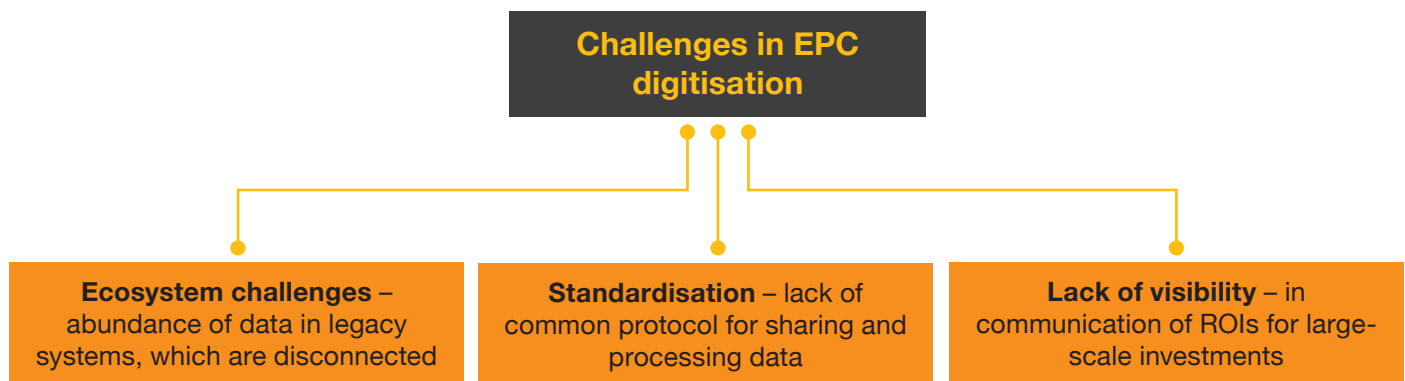 Challenges in EPC
digitisation
Ecosystem challenges –
abundance of data in legacy
systems, which are disconnected
Standardisation – lack of
common protocol for sharing and
processing data
Lack of visibility – in
communication of ROIs for large-
scale investments